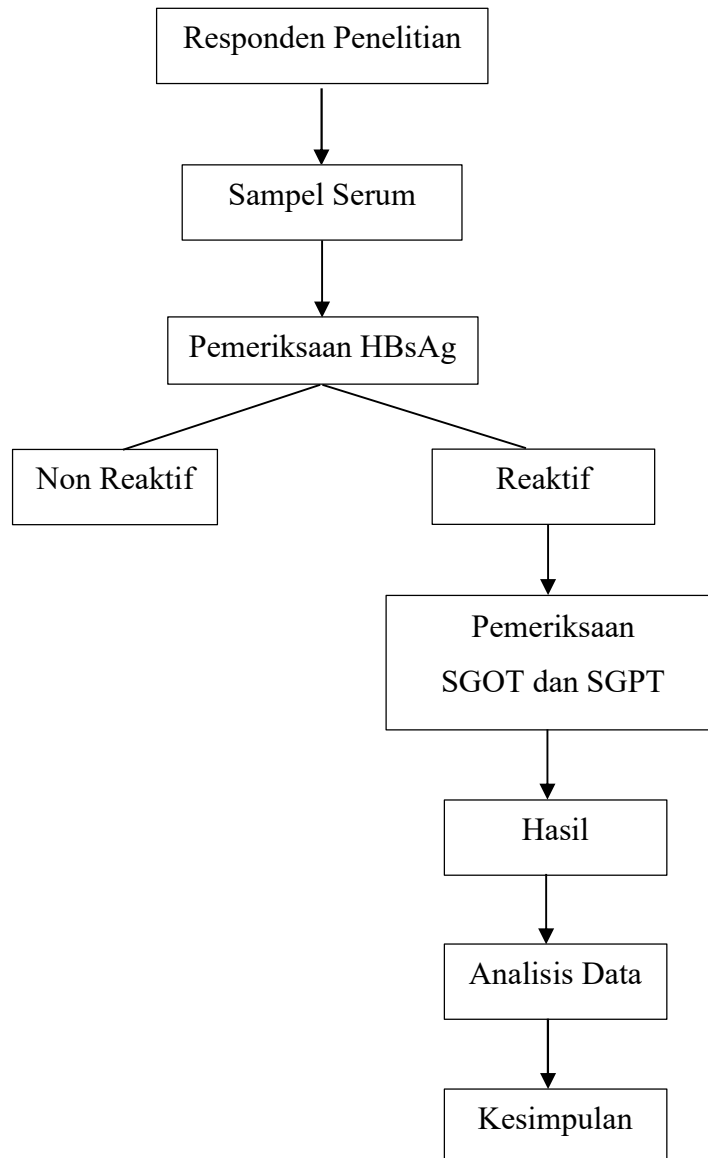 Responden Penelitian
Sampel Serum
Pemeriksaan HBsAg
Non Reaktif
Reaktif
Pemeriksaan
SGOT dan SGPT
Hasil
Analisis Data
Kesimpulan